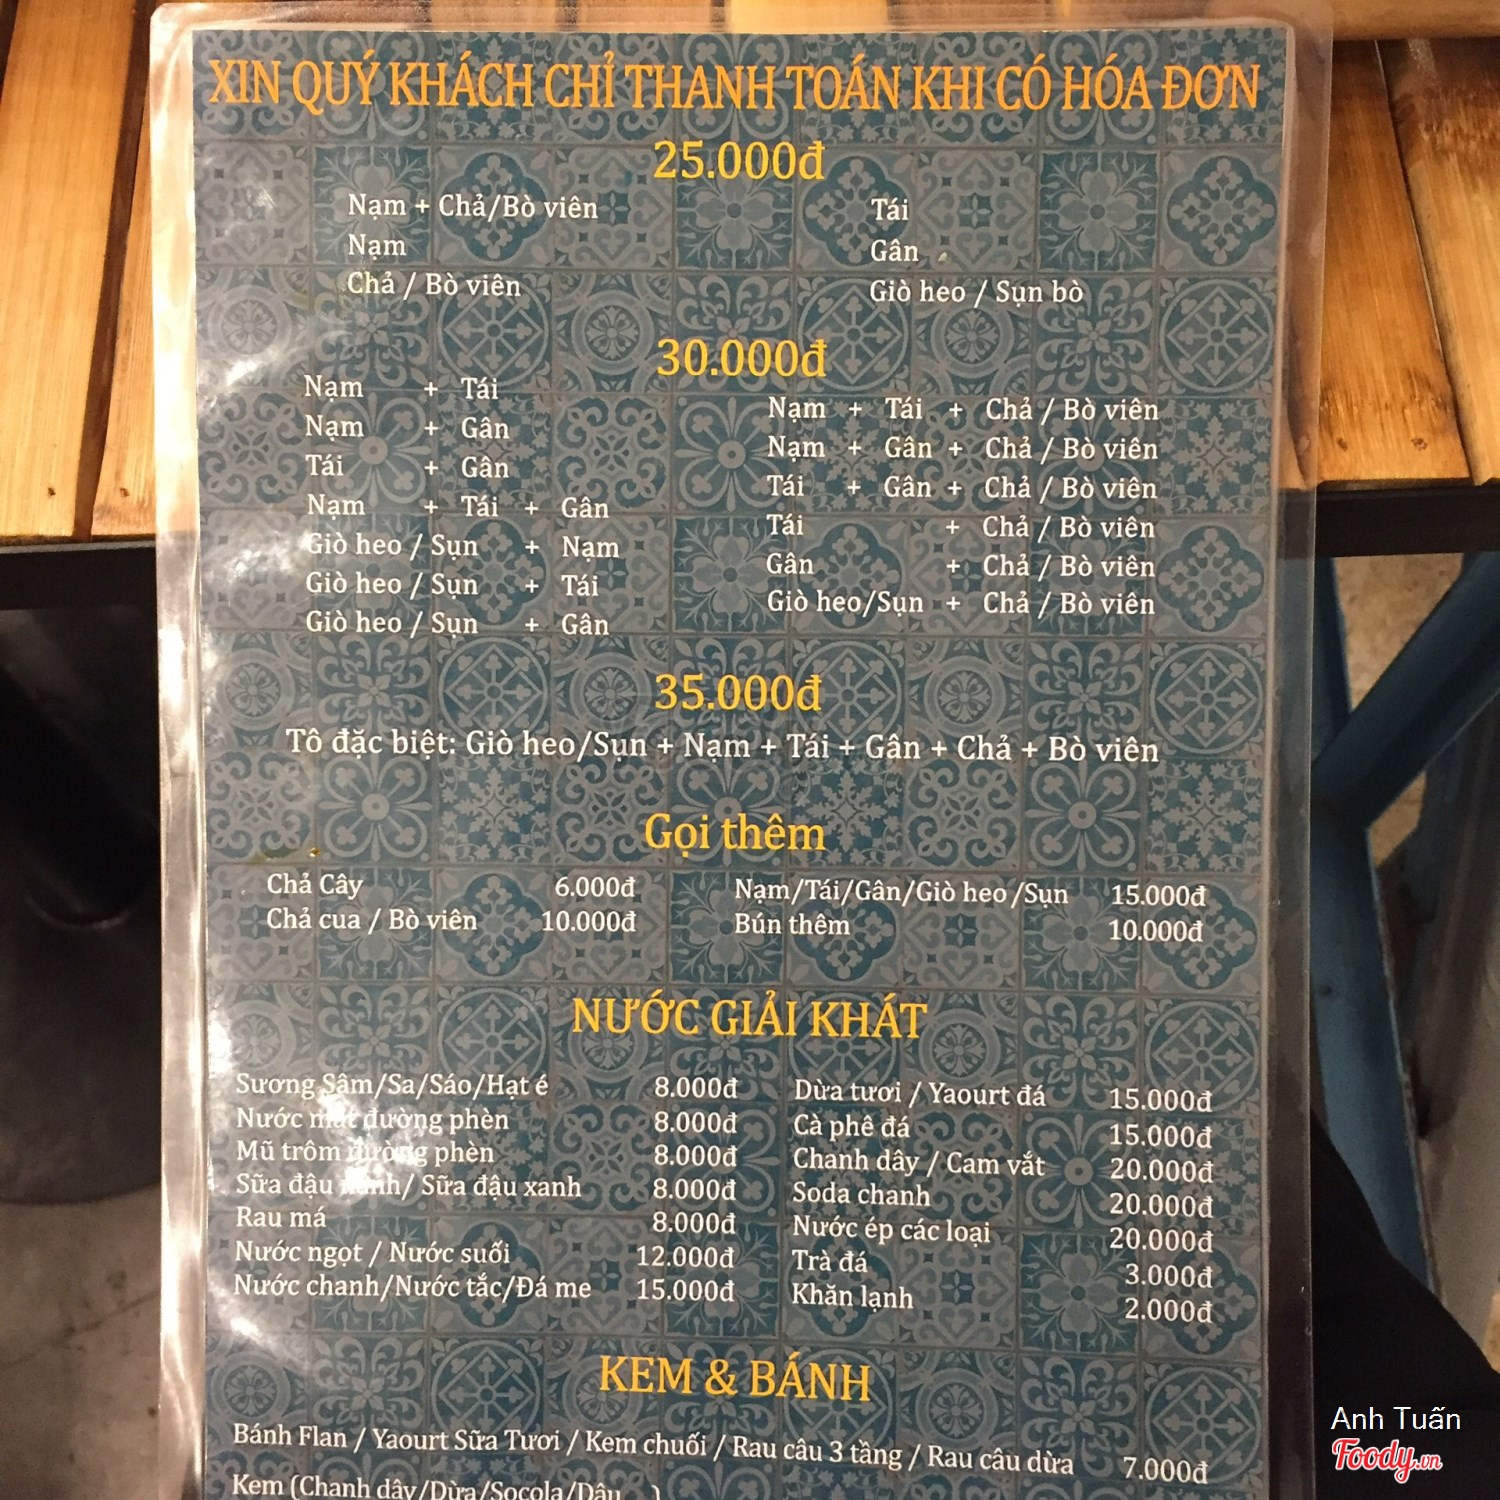 XIN QUÝ KHÁCH CHỈ THANH TOÁN KHI CÓ HÓA ĐƠN
25.000đ
Nạm + Chả/Bò viên
Nạm
Chả / Bò viên
Tái
Gân
Giò heo / Sụn bò
30.000đ
Nạm + Tái
Nạm + Gân
Tái + Gân
Nạm + Tái + Gân
Giò heo / Sụn + Nạm
Giò heo / Sụn + Tái
Giò heo / Sụn + Gân
Nạm + Tái + Chả / Bò viên
Nạm + Gân + Chả / Bò viên
Tái + Gân + Chả / Bò viên
Tái + Chả / Bò viên
Gân + Chả / Bò viên
Giò heo/Sụn + Chả / Bò viên
35.000đ
Tô đặc biệt: Giò heo/Sụn + Nạm + Tái + Gân + Chả + Bò viên
Gọi thêm
Chả Cây 6.000đ
Chả cua / Bò viên 10.000đ
Nạm/Tái/Gân/Giò heo /Sụn 15.000đ
Bún thêm 10.000đ
NƯỚC GIẢI KHÁT
Sương Sâm/Sa/Sáo/Hạt é 8.000đ
Nước mát đường phèn 8.000đ
Mũ trôm đường phèn 8.000đ
Sữa đậu nành/ Sữa đậu xanh 8.000đ
Rau má 8.000đ
Nước ngọt / Nước suối 12.000đ
Nước chanh/Nước tắc/Đá me 15.000đ
Dừa tươi / Yaourt đá 15.000đ
Cà phê đá 15.000đ
Chanh dây / Cam vắt 20.000đ
Soda chanh 20.000đ
Nước ép các loại 20.000đ
Trà đá 3.000đ
Khăn lạnh 2.000đ
KEM & BÁNH
Bánh Flan / Yaourt Sữa Tươi / Kem chuối / Rau câu 3 tầng / Rau câu dừa 7.000đ
Kem (Chanh dây/Dừa/Socola/Dâu ...)
Anh Tuấn
Foody.vn